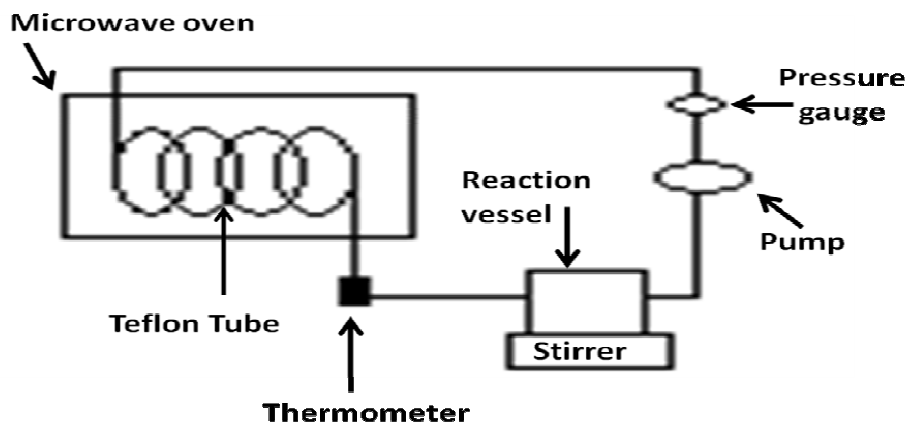 Microwave oven
Pressure
gauge
Reaction
vessel
Pump
Teflon Tube
Stirrer
Thermometer